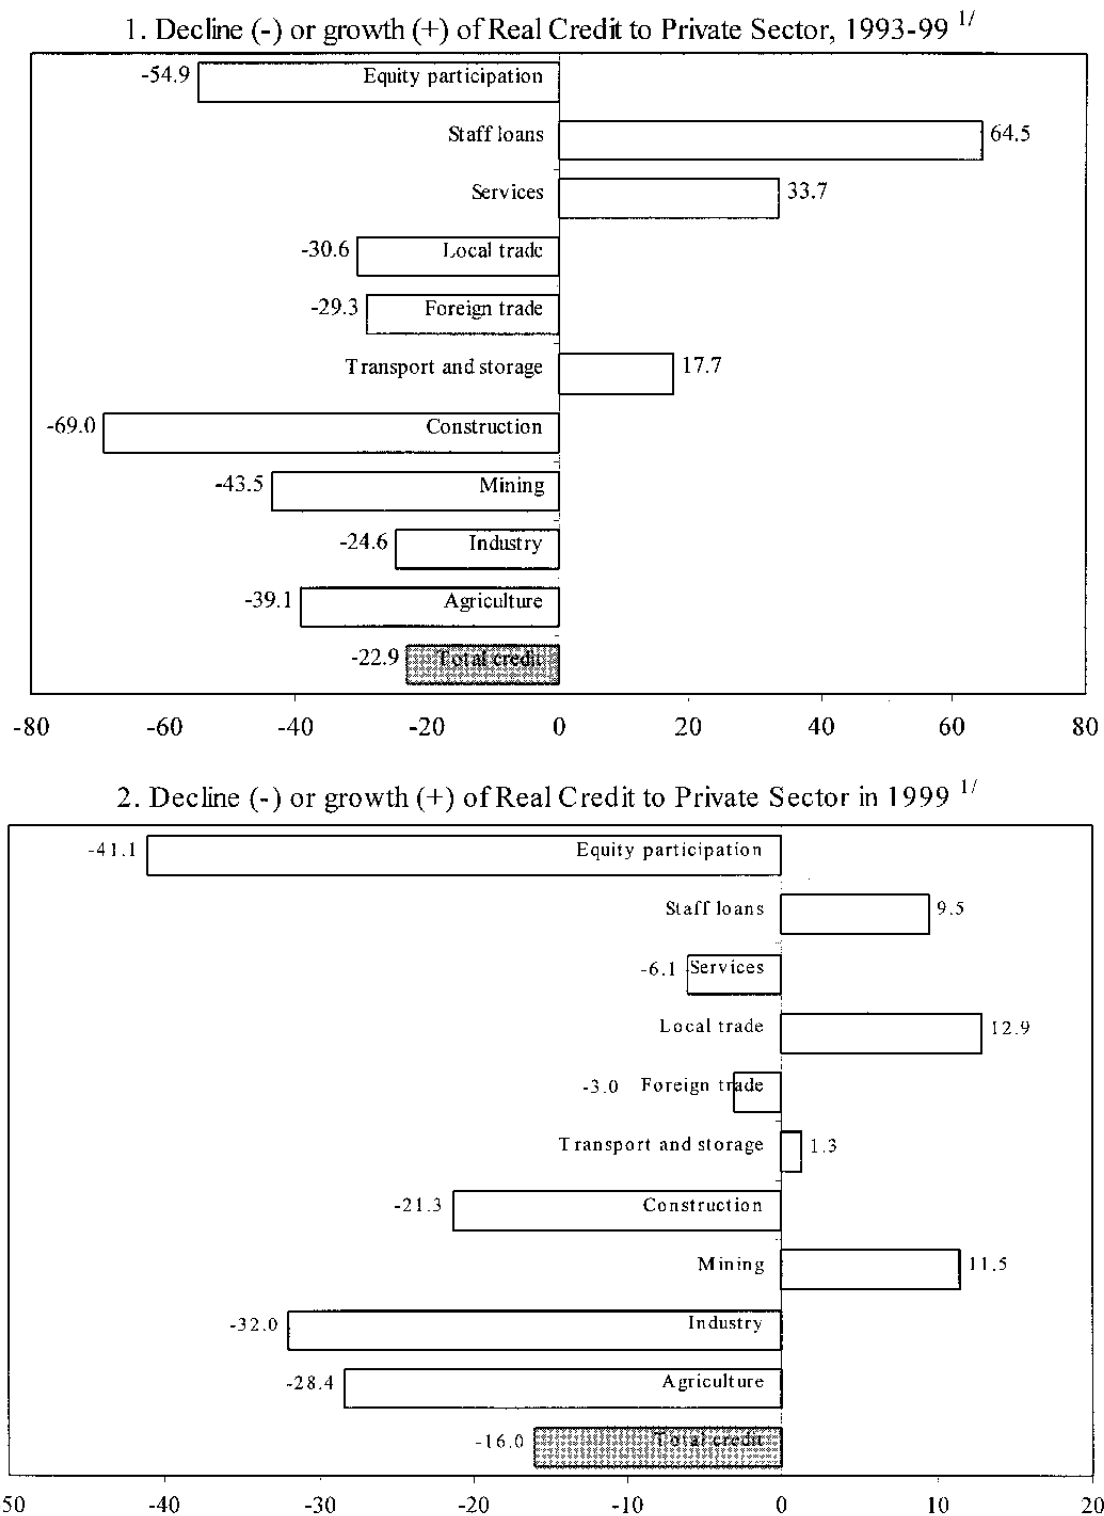 1. Decline (-) or growth (+) of Real Credit to Private Sector, 1993-99 1/
-54.9 Equity participation
Staff loans 64.5
Services 33.7
-30.6 Local trade
-29.3 Foreign trade
Transport and storage 17.7
-69.0 Construction
-43.5 Mining
-24.6 Industry
-39.1 Agriculture
-22.9 Total credit
-80 -60 -40 -20 0 20 40 60 80
2. Decline (-) or growth (+) of Real Credit to Private Sector in 1999 1/
-41.1 Equity participation
Staff loans 9.5
-6.1 Services
Local trade 12.9
-3.0 Foreign trade
Transport and storage 1.3
-21.3 Construction
Mining 11.5
-32.0 Industry
-28.4 Agriculture
-16.0 Total credit
50 -40 -30 -20 -10 0 10 20